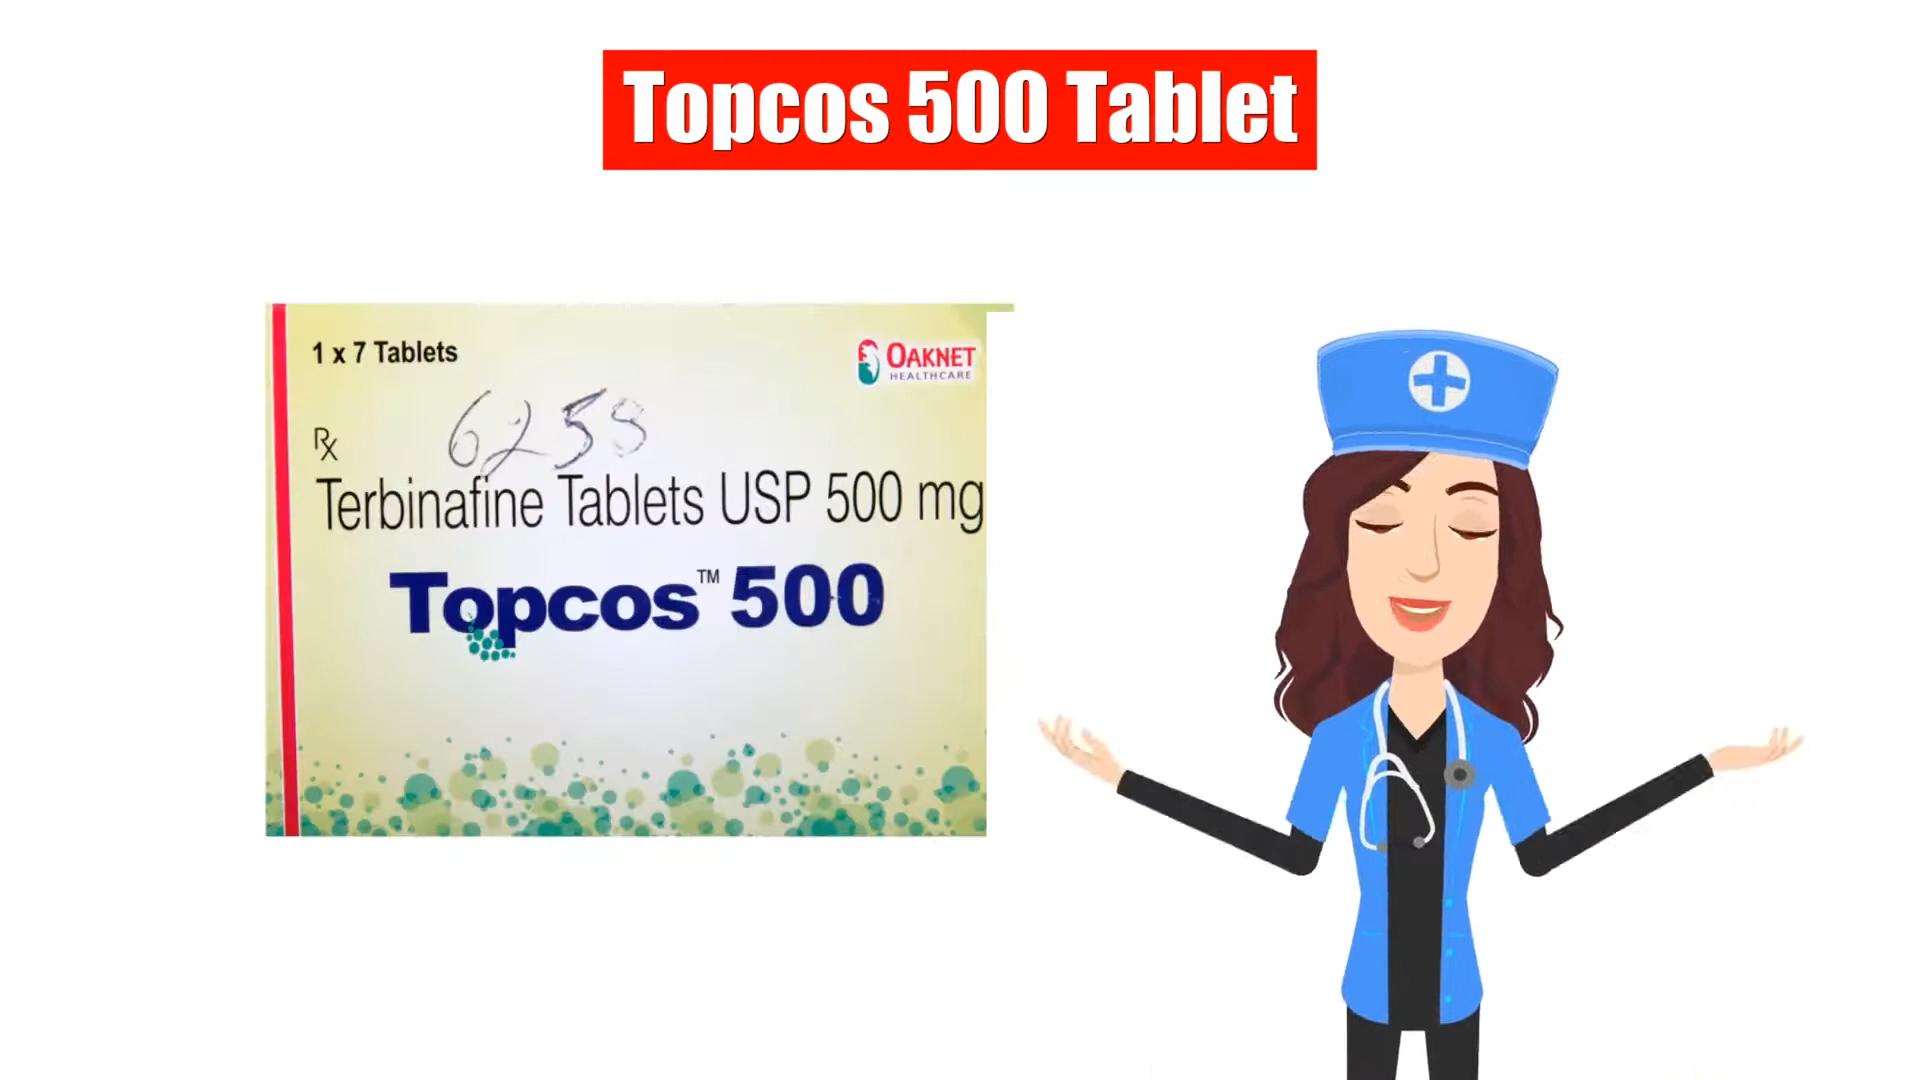 Topcos 500 Tablet
1 x 7 Tablets
OAKNET
HEALTHCARE
Rx
6258
Terbinafine Tablets USP 500 mg
Topcos™ 500